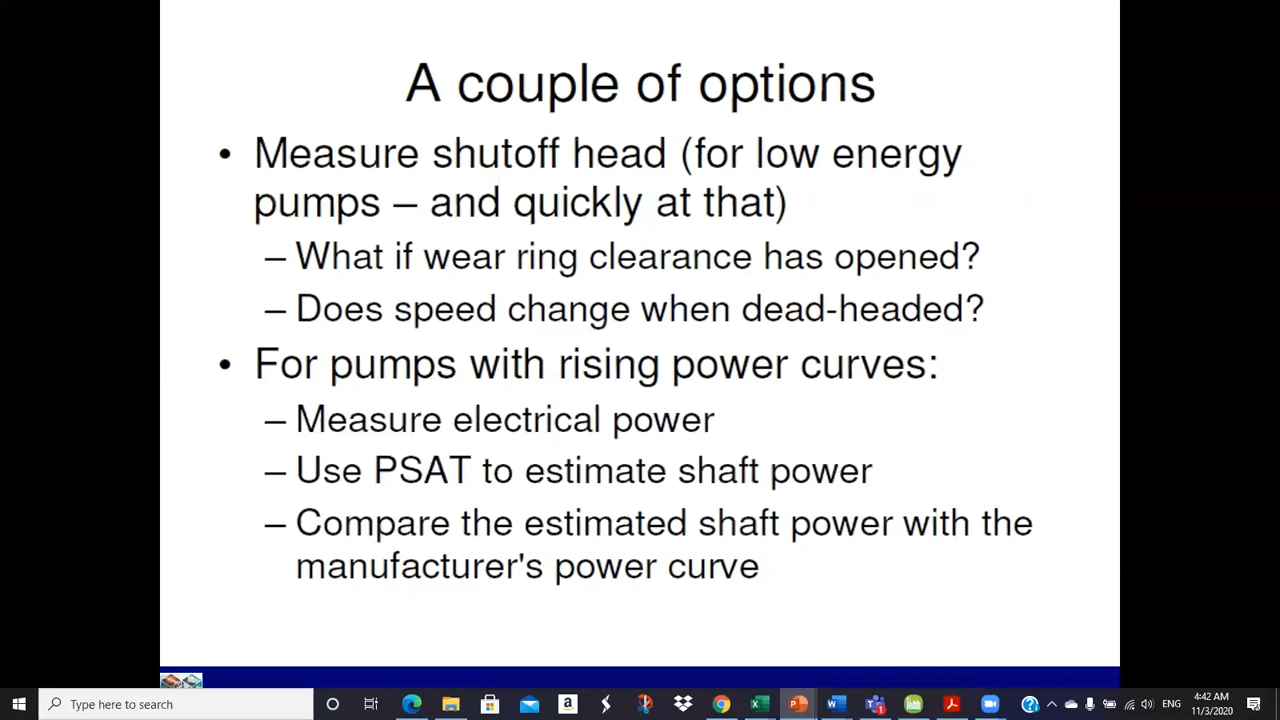 A couple of options
• Measure shutoff head (for low energy
pumps – and quickly at that)
– What if wear ring clearance has opened?
– Does speed change when dead-headed?
• For pumps with rising power curves:
– Measure electrical power
– Use PSAT to estimate shaft power
– Compare the estimated shaft power with the
manufacturer's power curve
Type here to search
ENG
4:42 AM
11/3/2020